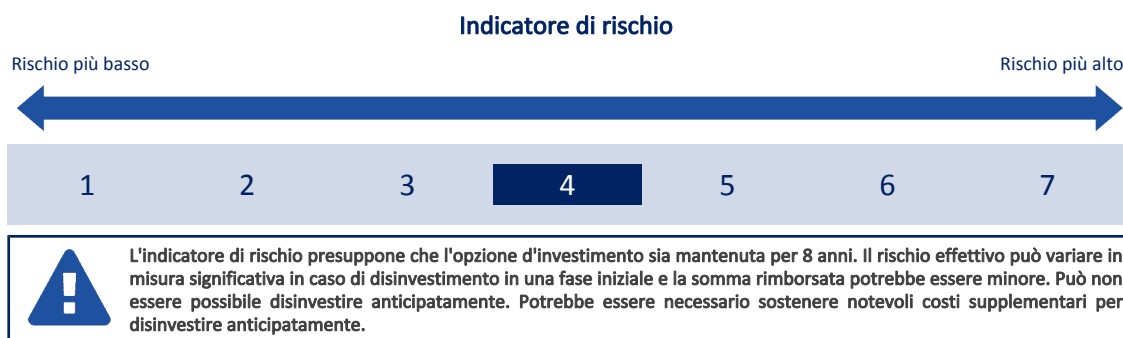 Indicatore di rischio
Rischio più basso
Rischio più alto
1 2 3 4 5 6 7
L'indicatore di rischio presuppone che l'opzione d'investimento sia mantenuta per 8 anni. Il rischio effettivo può variare in
misura significativa in caso di disinvestimento in una fase iniziale e la somma rimborsata potrebbe essere minore. Può non
essere possibile disinvestire anticipatamente. Potrebbe essere necessario sostenere notevoli costi supplementari per
disinvestire anticipatamente.